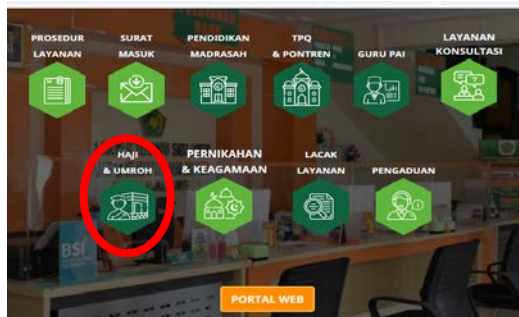 PROSEDUR
LAYANAN
SURAT
MASUK
PENDIDIKAN
MADRASAH
TPQ
& PONTREN
GURU PAI
LAYANAN
KONSULTASI
HAJI
& UMROH
PERNIKAHAN
& KEAGAMAAN
LACAK
LAYANAN
PENGADUAN
BSI
PORTAL WEB